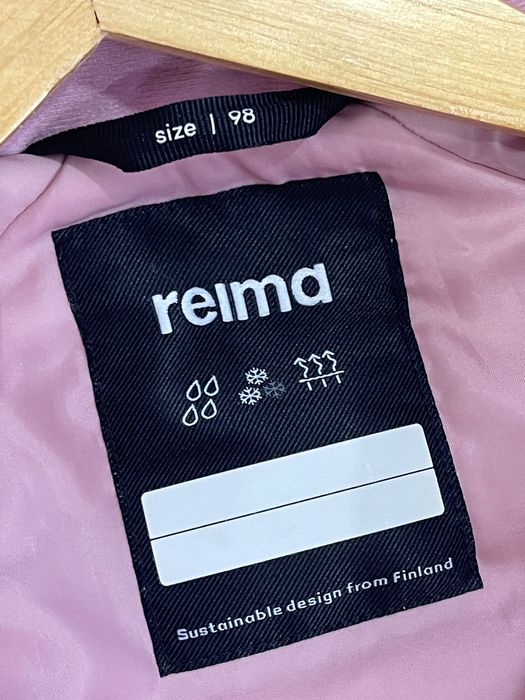 size | 98
reima
Sustainable design from Finland